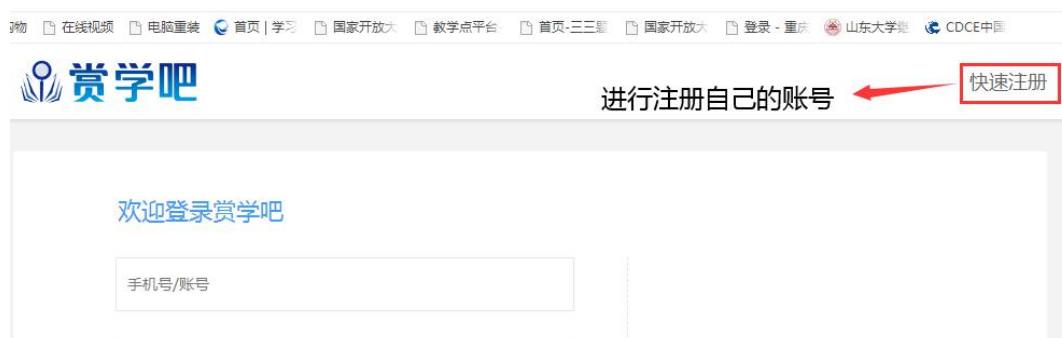 在线视频 电脑重装 首页 | 学习 国家开放大 教学点平台 首页-三三题 国家开放大 登录 - 重庆 山东大学继 CDCE中国
赏学吧
快速注册
进行注册自己的账号
欢迎登录赏学吧
手机号/账号